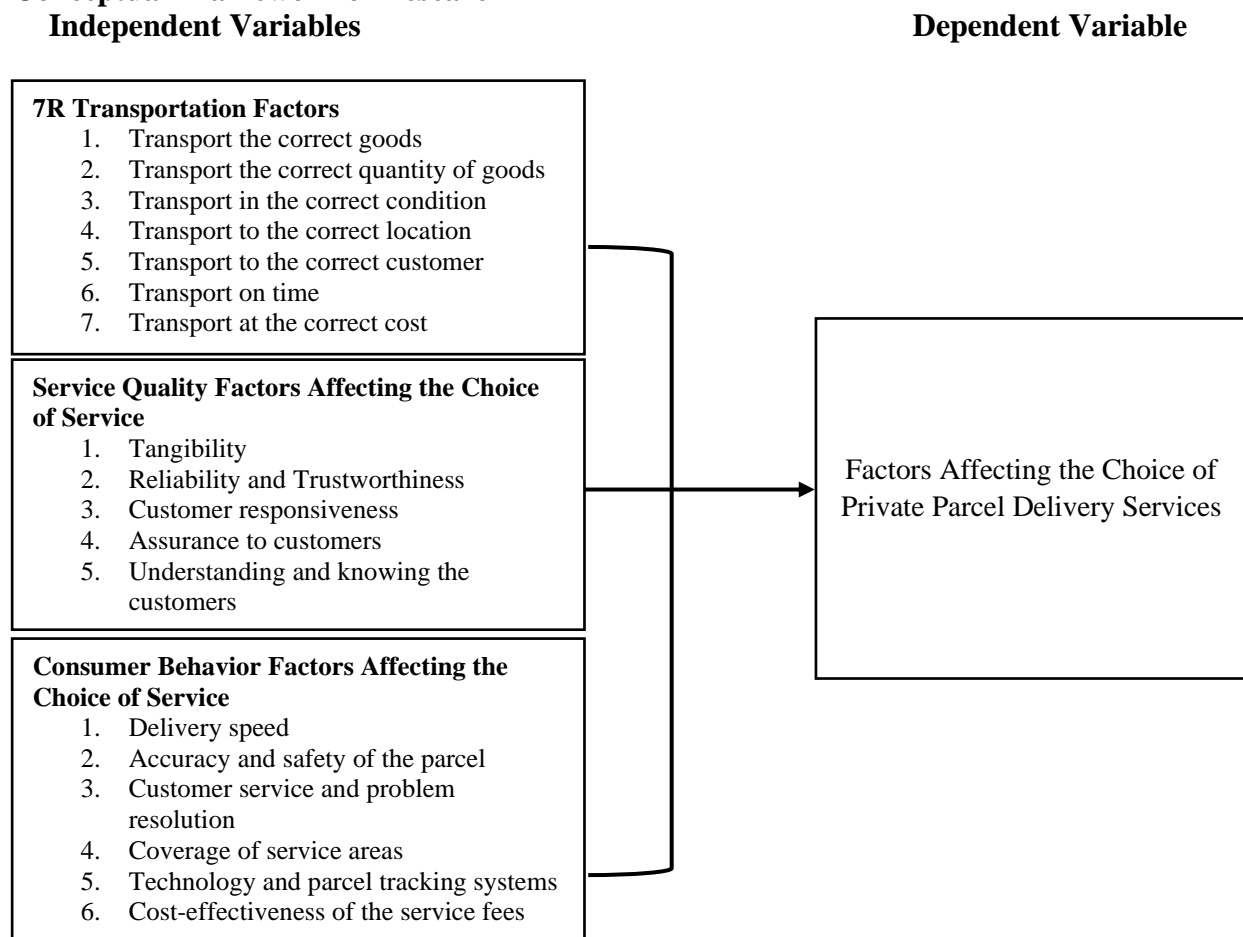 Independent Variables
Dependent Variable
7R Transportation Factors
1. Transport the correct goods
2. Transport the correct quantity of goods
3. Transport in the correct condition
4. Transport to the correct location
5. Transport to the correct customer
6. Transport on time
7. Transport at the correct cost
Service Quality Factors Affecting the Choice
of Service
1. Tangibility
2. Reliability and Trustworthiness
3. Customer responsiveness
4. Assurance to customers
5. Understanding and knowing the
customers
Consumer Behavior Factors Affecting the
Choice of Service
1. Delivery speed
2. Accuracy and safety of the parcel
3. Customer service and problem
resolution
4. Coverage of service areas
5. Technology and parcel tracking systems
6. Cost-effectiveness of the service fees
Factors Affecting the Choice of
Private Parcel Delivery Services